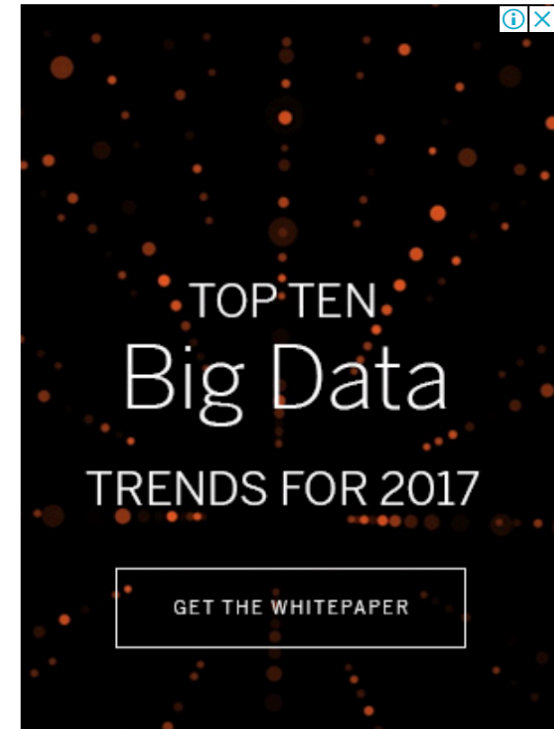 TOP TEN
Big Data
TRENDS FOR 2017
GET THE WHITEPAPER